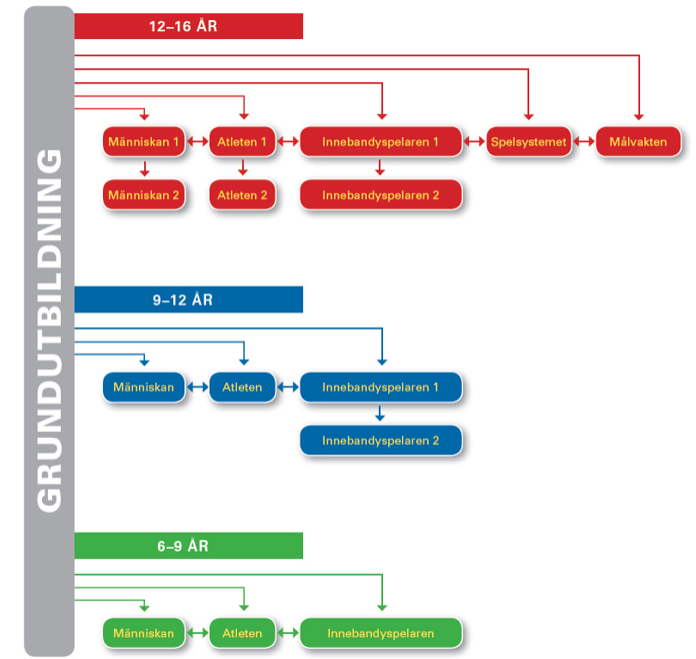 GRUNDUTBILDNING
12–16 ÅR
Människan 1
Atleten 1
Innebandyspelaren 1
Spelsystemet
Målvakten
Människan 2
Atleten 2
Innebandyspelaren 2
9–12 ÅR
Människan
Atleten
Innebandyspelaren 1
Innebandyspelaren 2
6–9 ÅR
Människan
Atleten
Innebandyspelaren